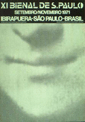 XI BIENAL DE S.PAULO
SETEMBRO/NOVEMBRO 1971
IBIRAPUERA-SÃO PAULO-BRASIL